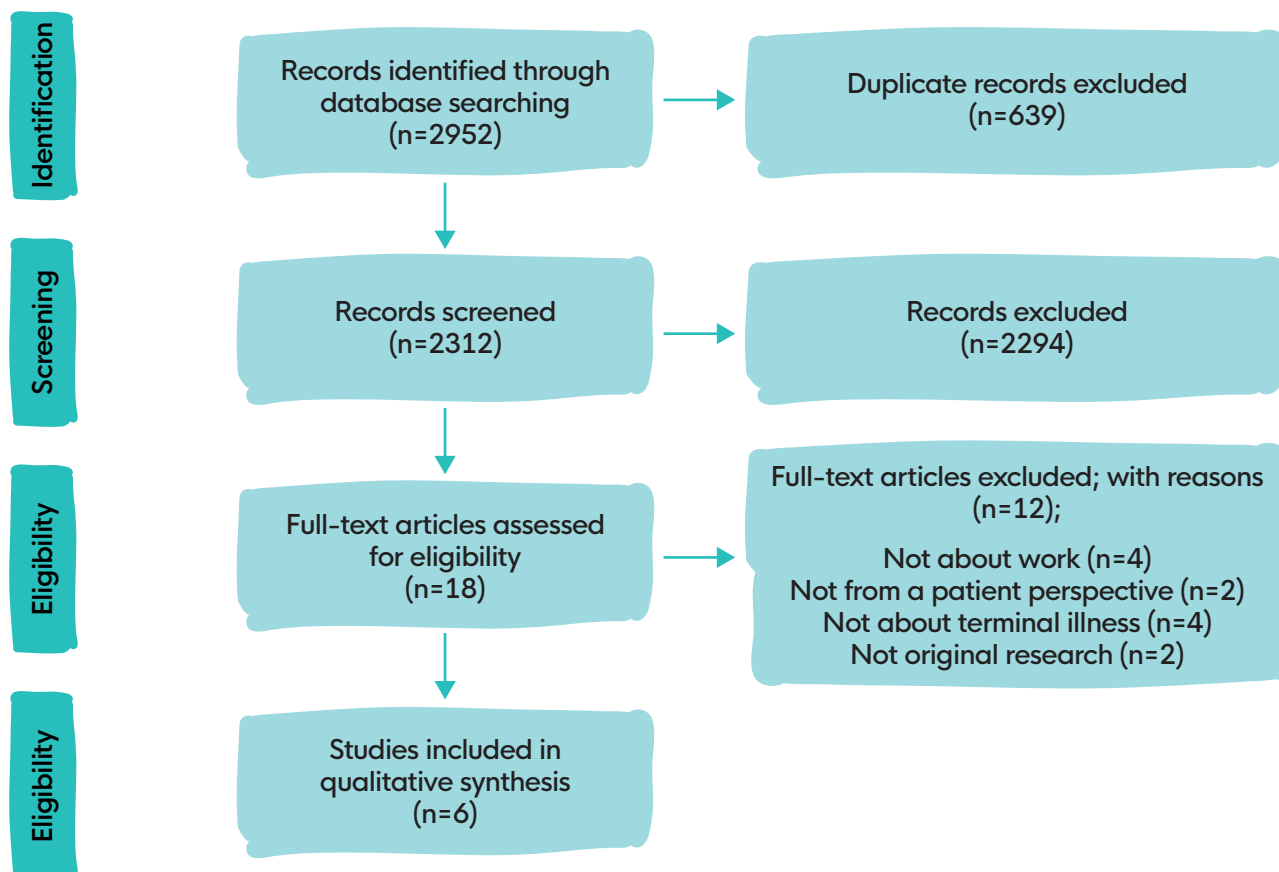 Identification
Records identified through
database searching
(n=2952)
Duplicate records excluded
(n=639)
Screening
Records screened
(n=2312)
Records excluded
(n=2294)
Eligibility
Full-text articles assessed
for eligibility
(n=18)
Full-text articles excluded; with reasons
(n=12);
Not about work (n=4)
Not from a patient perspective (n=2)
Not about terminal illness (n=4)
Not original research (n=2)
Eligibility
Studies included in
qualitative synthesis
(n=6)